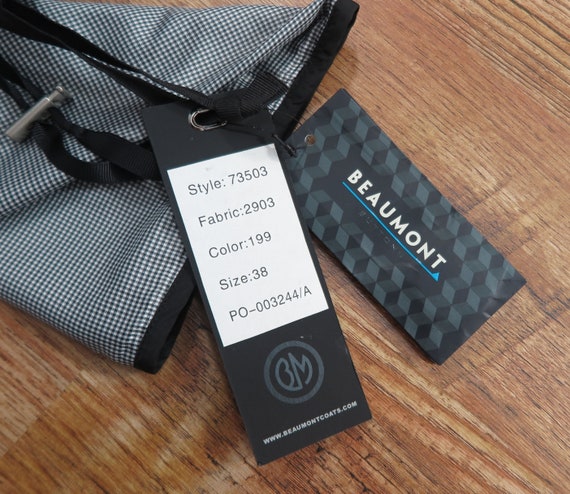 Style: 73503
Fabric:2903
Color:199
Size:38
PO-003244/A
BM
WWW.BEAUMONTCOATS.COM
BEAUMONT